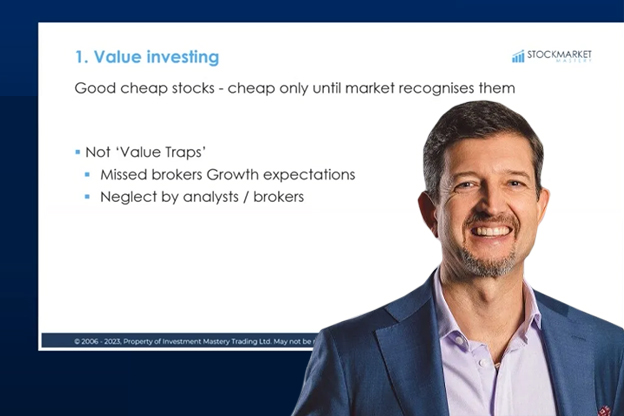 1. Value investing
STOCKMARKET
MASTERY
Good cheap stocks - cheap only until market recognises them
▪ Not ‘Value Traps’
▪ Missed brokers Growth expectations
▪ Neglect by analysts / brokers
© 2006 - 2023, Property of Investment Mastery Trading Ltd. May not be